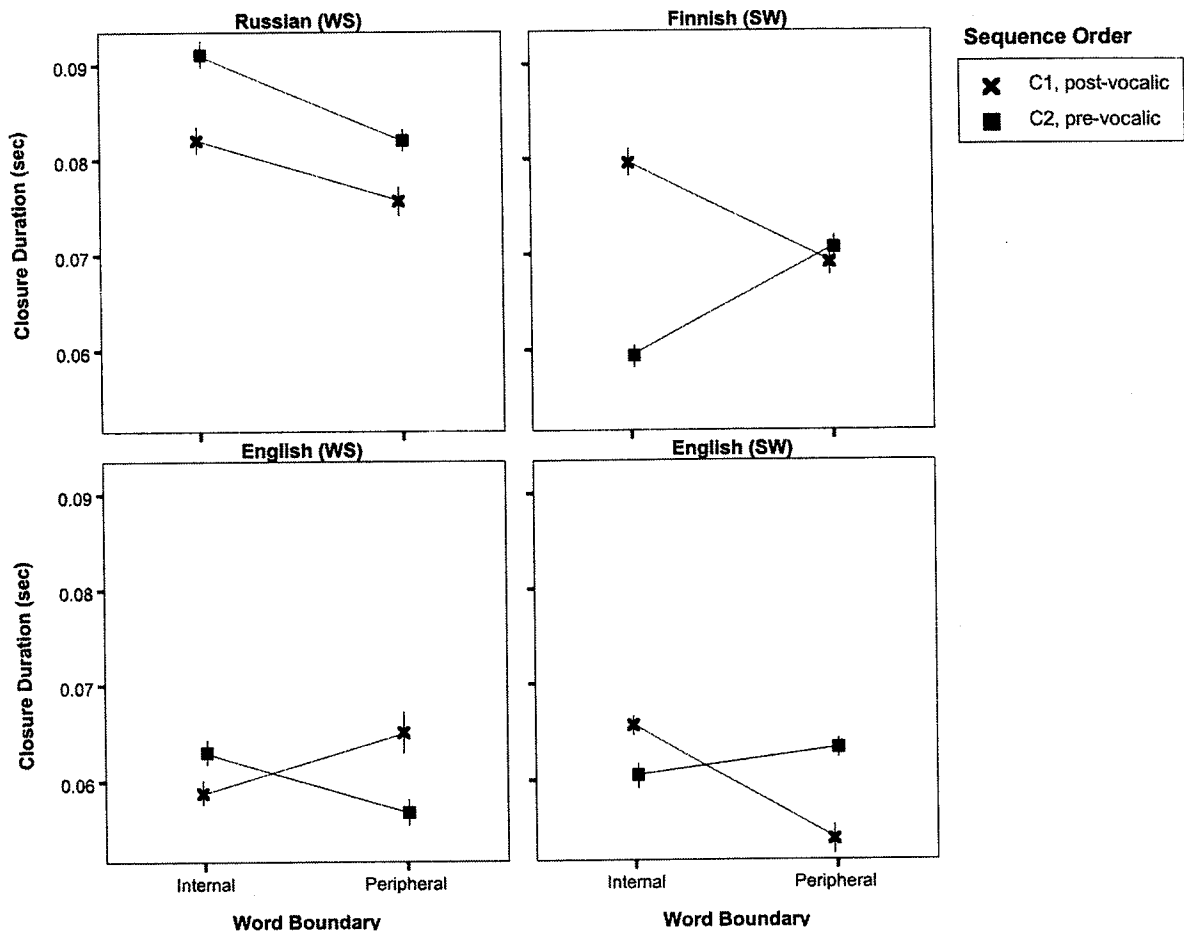 Russian (WS)
Finnish (SW)
Sequence Order
C1, post-vocalic
C2, pre-vocalic
Closure Duration (sec)
0.09
0.08
0.07
0.06
English (WS)
English (SW)
Closure Duration (sec)
0.09
0.08
0.07
0.06
Internal
Peripheral
Internal
Peripheral
Word Boundary
Word Boundary